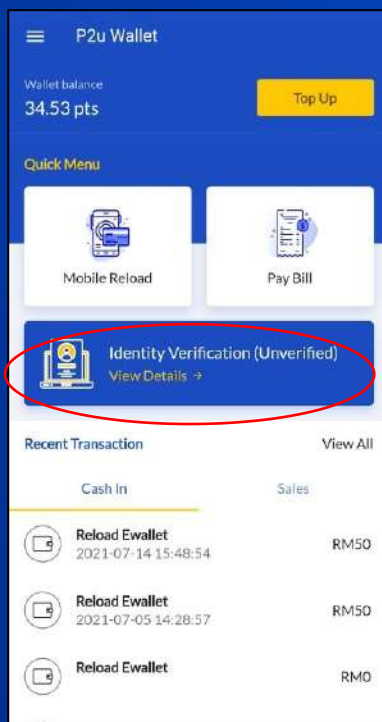 P2u Wallet
Wallet balance
34.53 pts
Top Up
Quick Menu
Mobile Reload
Pay Bill
Identity Verification (Unverified)
View Details →
Recent Transaction
View All
Cash In
Sales
Reload Ewallet
2021-07-14 15:48:54
RM50
Reload Ewallet
2021-07-05 14:28:57
RM50
Reload Ewallet
RM0